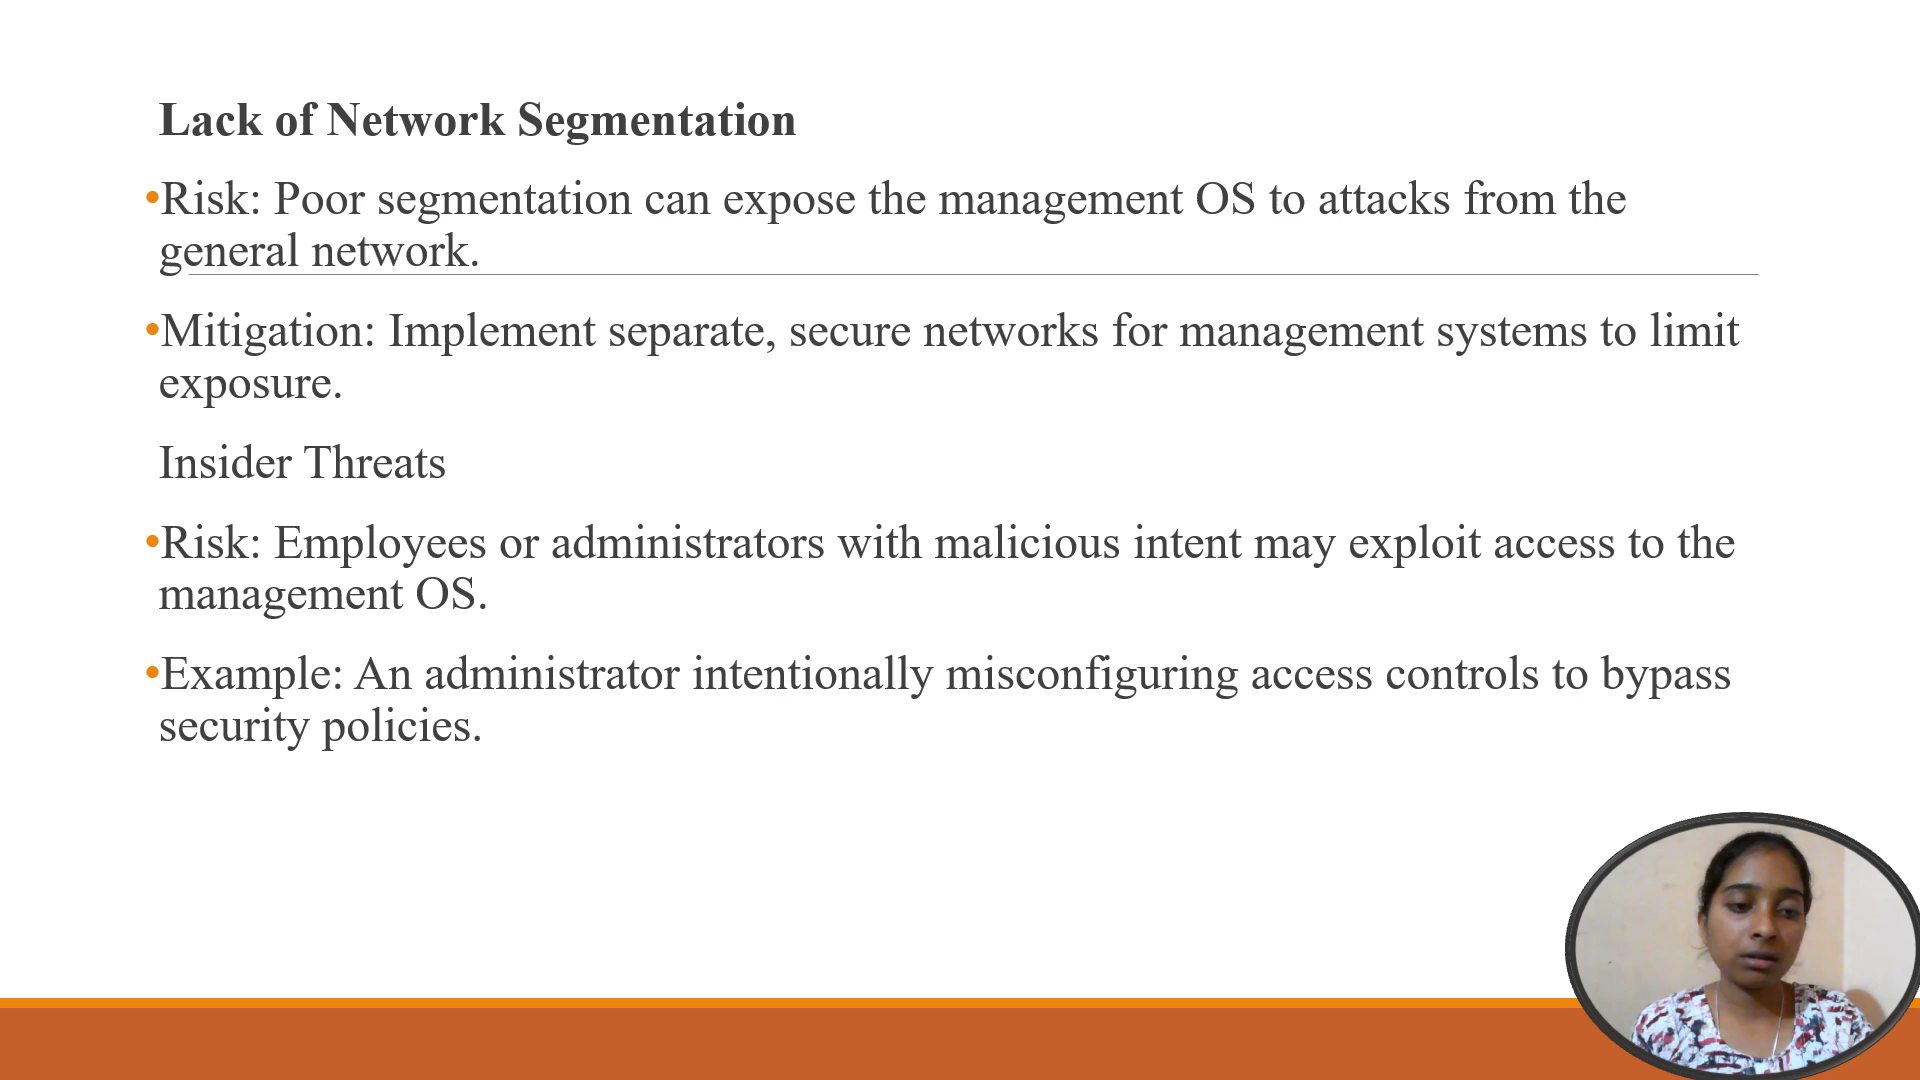 Lack of Network Segmentation
•Risk: Poor segmentation can expose the management OS to attacks from the
general network.
•Mitigation: Implement separate, secure networks for management systems to limit
exposure.
Insider Threats
•Risk: Employees or administrators with malicious intent may exploit access to the
management OS.
•Example: An administrator intentionally misconfiguring access controls to bypass
security policies.